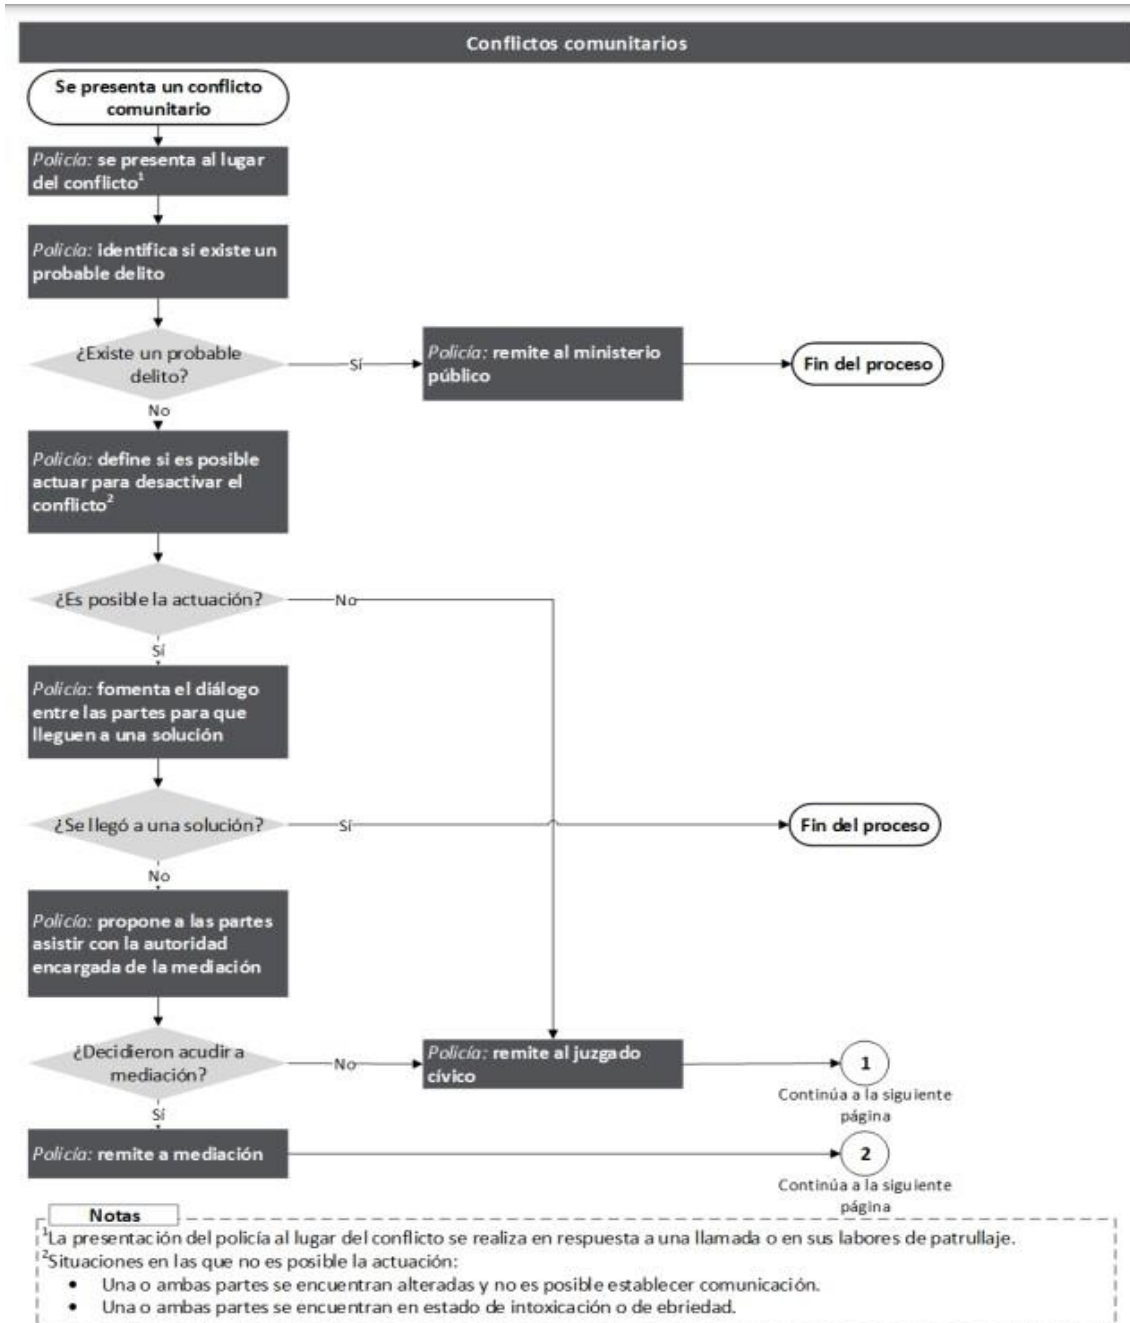 Conflictos comunitarios
Se presenta un conflicto
comunitario
Policía: se presenta al lugar
del conflicto¹
Policía: identifica si existe un
probable delito
¿Existe un probable
delito?
Sí
Policía: remite al ministerio
público
Fin del proceso
No
Policía: define si es posible
actuar para desactivar el
conflicto²
¿Es posible la actuación?
No
Sí
Policía: fomenta el diálogo
entre las partes para que
lleguen a una solución
¿Se llegó a una solución?
Sí
Fin del proceso
No
Policía: propone a las partes
asistir con la autoridad
encargada de la mediación
¿Decidieron acudir a
mediación?
No
Policía: remite al juzgado
cívico
1
Continúa a la siguiente
página
Sí
Policía: remite a mediación
2
Continúa a la siguiente
página
Notas
¹La presentación del policía al lugar del conflicto se realiza en respuesta a una llamada o en sus labores de patrullaje.
²Situaciones en las que no es posible la actuación:
• Una o ambas partes se encuentran alteradas y no es posible establecer comunicación.
• Una o ambas partes se encuentran en estado de intoxicación o de ebriedad.